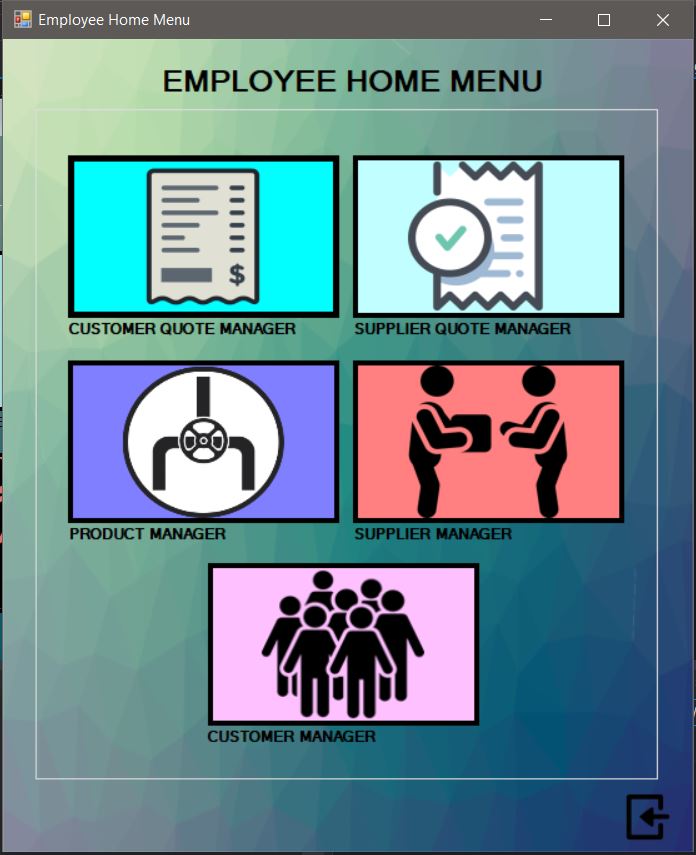 Employee Home Menu
EMPLOYEE HOME MENU
$
CUSTOMER QUOTE MANAGER
SUPPLIER QUOTE MANAGER
PRODUCT MANAGER
SUPPLIER MANAGER
CUSTOMER MANAGER